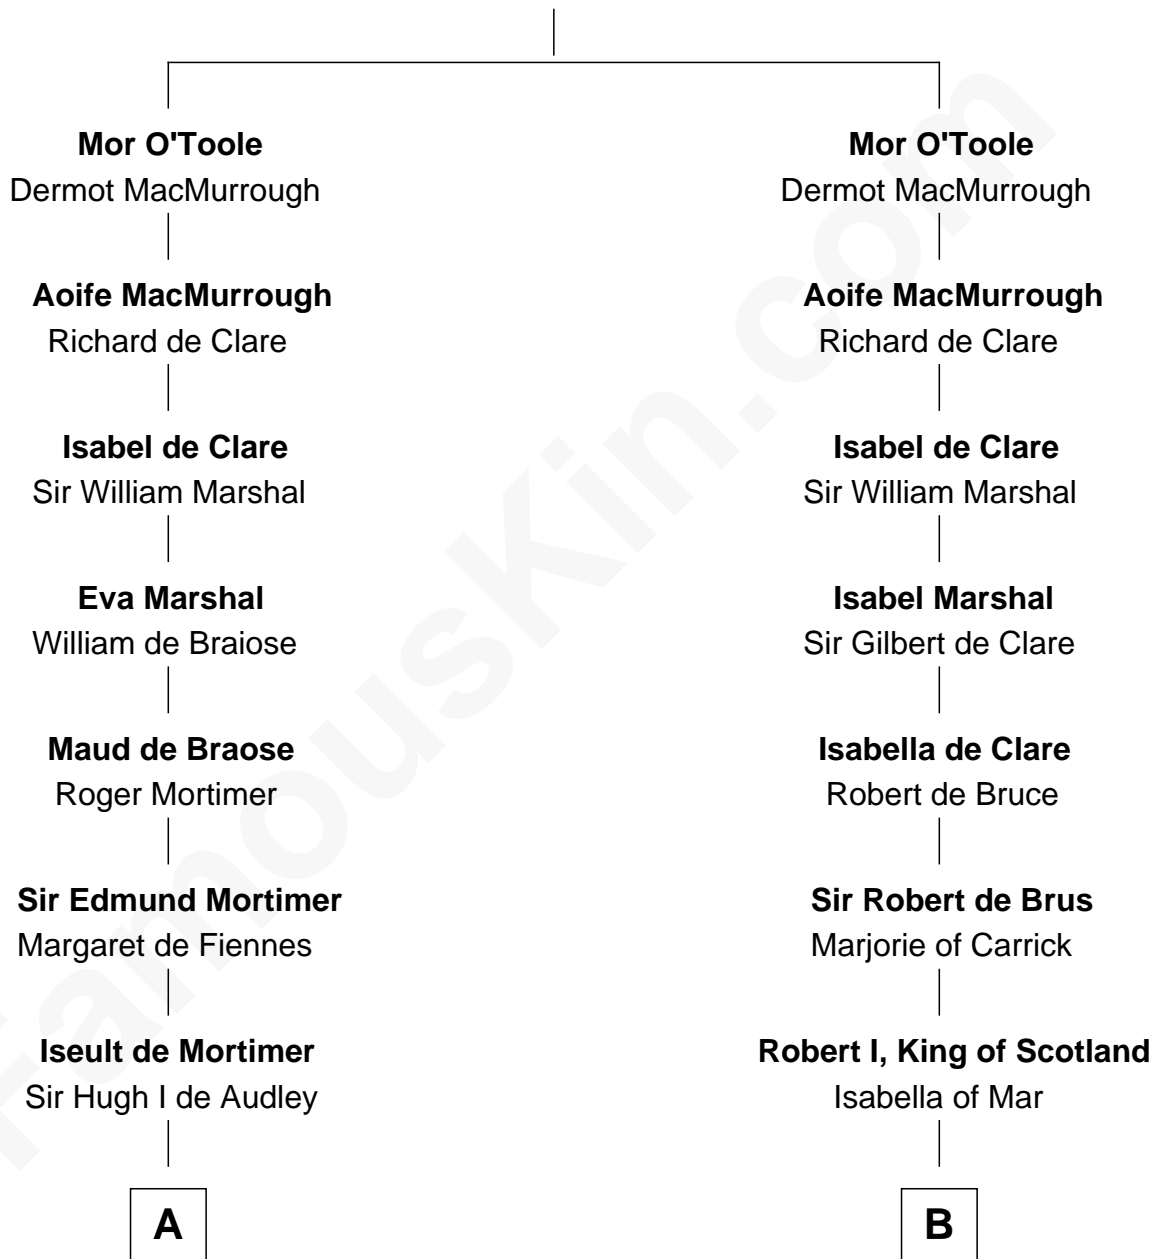 Mor O'Toole
Dermot MacMurrough
Aoife MacMurrough
Richard de Clare
Isabel de Clare
Sir William Marshal
Eva Marshal
William de Braiose
Maud de Braose
Roger Mortimer
Sir Edmund Mortimer
Margaret de Fiennes
Iseult de Mortimer
Sir Hugh I de Audley
A
Mor O'Toole
Dermot MacMurrough
Aoife MacMurrough
Richard de Clare
Isabel de Clare
Sir William Marshal
Isabel Marshal
Sir Gilbert de Clare
Isabella de Clare
Robert de Bruce
Sir Robert de Brus
Marjorie of Carrick
Robert I, King of Scotland
Isabella of Mar
B
FamousKin.com